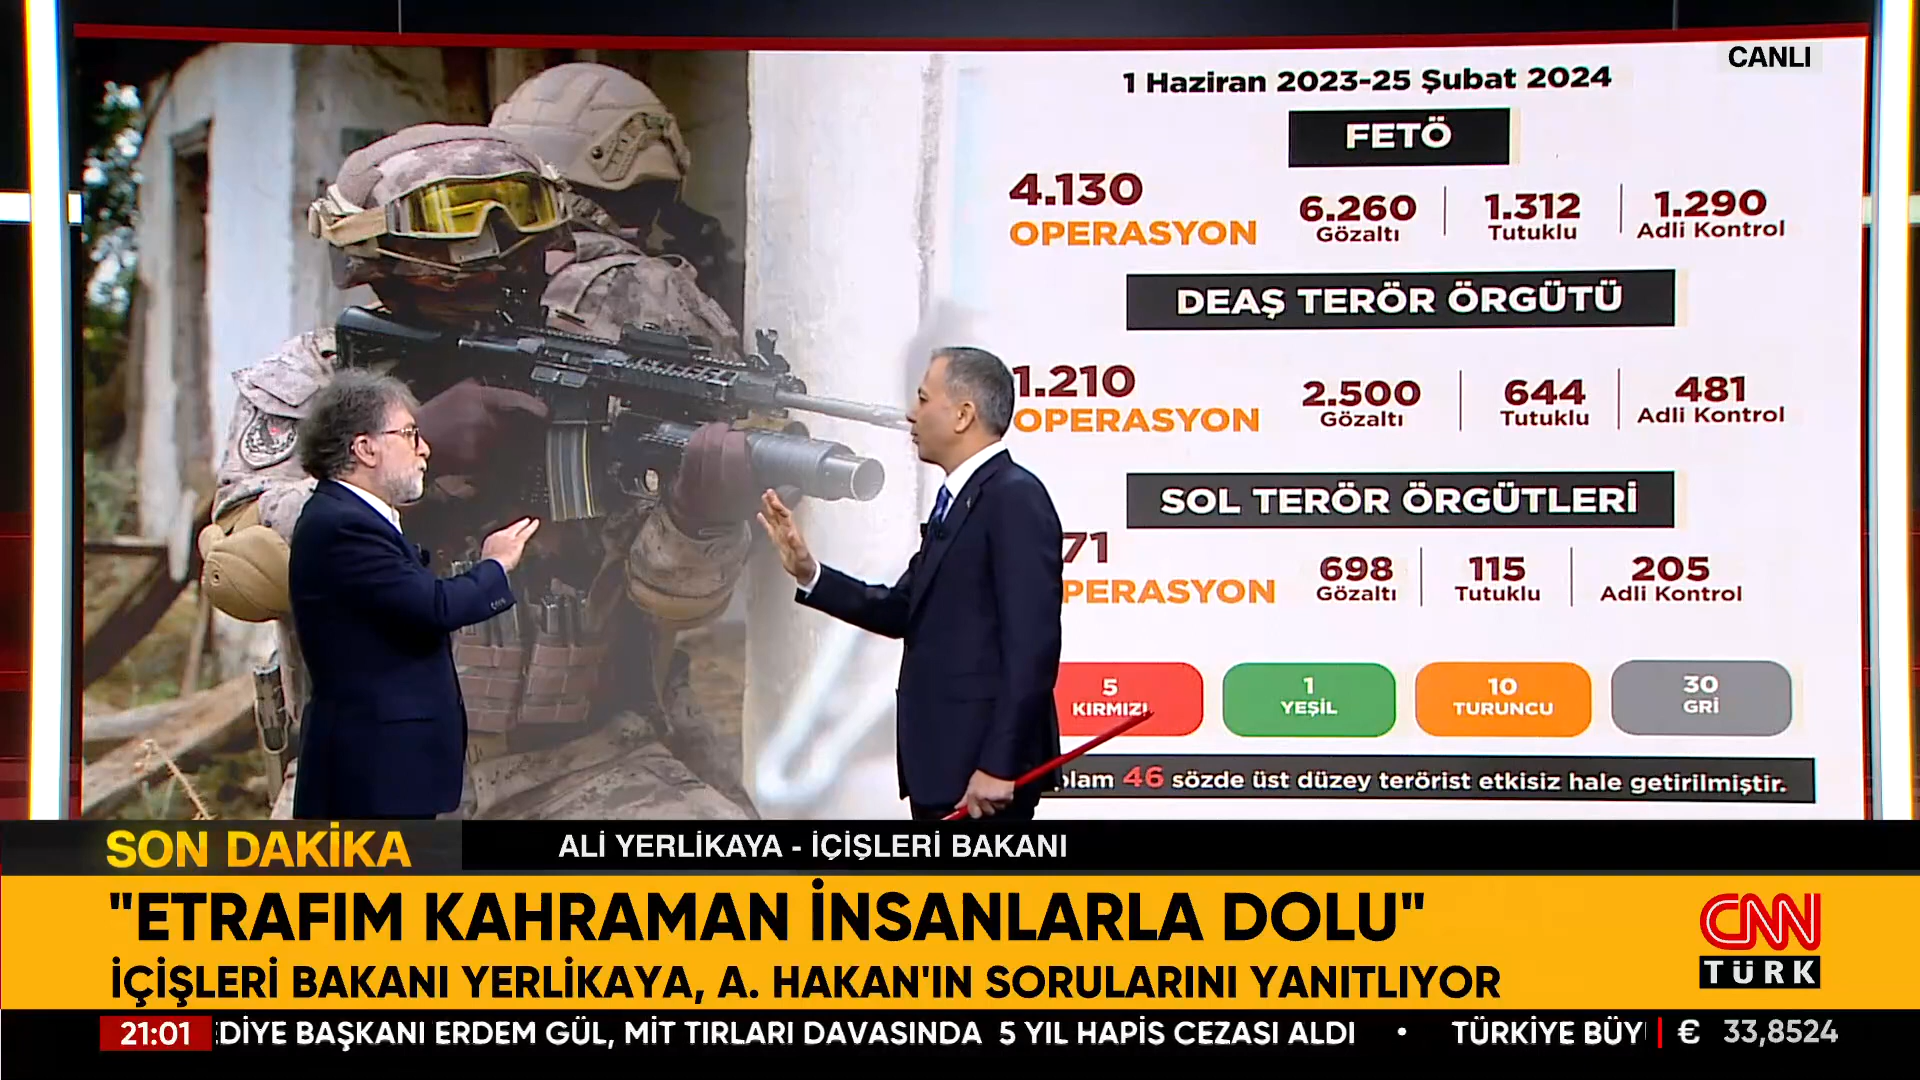 CANLI
1 Haziran 2023-25 Şubat 2024
FETÖ
4.130
OPERASYON
6.260
Gözaltı
1.312
Tutuklu
1.290
Adli Kontrol
DEAŞ TERÖR ÖRGÜTÜ
1.210
OPERASYON
2.500
Gözaltı
644
Tutuklu
481
Adli Kontrol
SOL TERÖR ÖRGÜTLERİ
71
PERASYON
698
Gözaltı
115
Tutuklu
205
Adli Kontrol
5
KIRMIZI
1
YEŞİL
10
TURUNCU
30
GRİ
plam 46 sözde üst düzey terörist etkisiz hale getirilmiştir.
SON DAKİKA
ALİ YERLİKAYA - İÇİŞLERİ BAKANI
"ETRAFIM KAHRAMAN İNSANLARLA DOLU"
İÇİŞLERİ BAKANI YERLİKAYA, A. HAKAN'IN SORULARINI YANITLIYOR
CNN
TÜRK
21:01 EDİYE BAŞKANI ERDEM GÜL, MİT TIRLARI DAVASINDA 5 YIL HAPİS CEZASI ALDI • TÜRKİYE BÜY € 33,8524